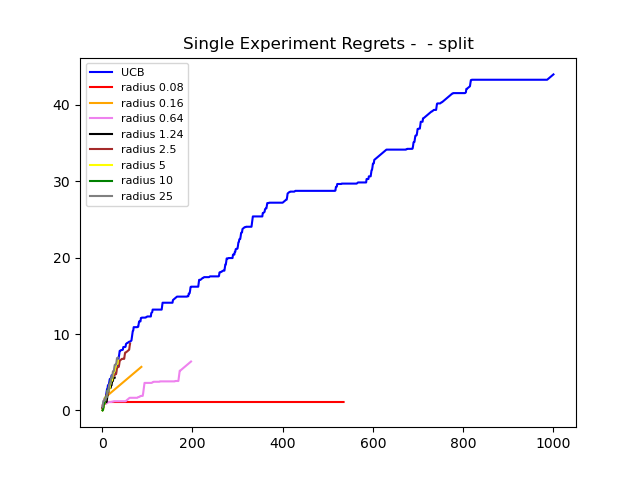 Single Experiment Regrets -  - split
UCB
radius 0.08
radius 0.16
radius 0.64
radius 1.24
radius 2.5
radius 5
radius 10
radius 25
40
30
20
10
0
0 200 400 600 800 1000